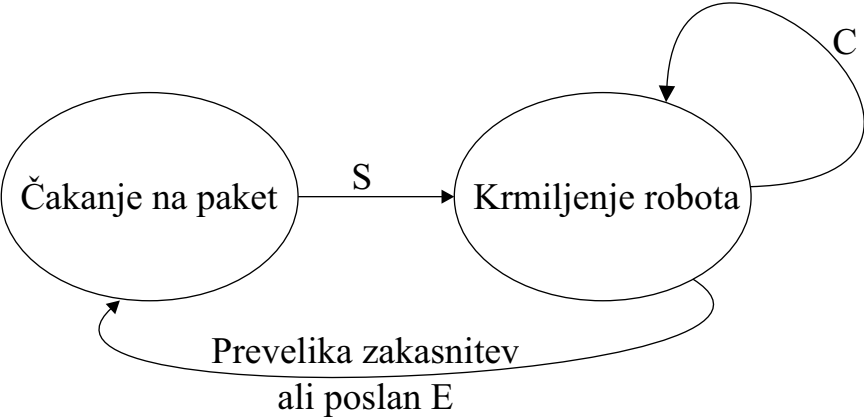 C
S
Čakanje na paket
Krmiljenje robota
Prevelika zakasnitev
ali poslan E